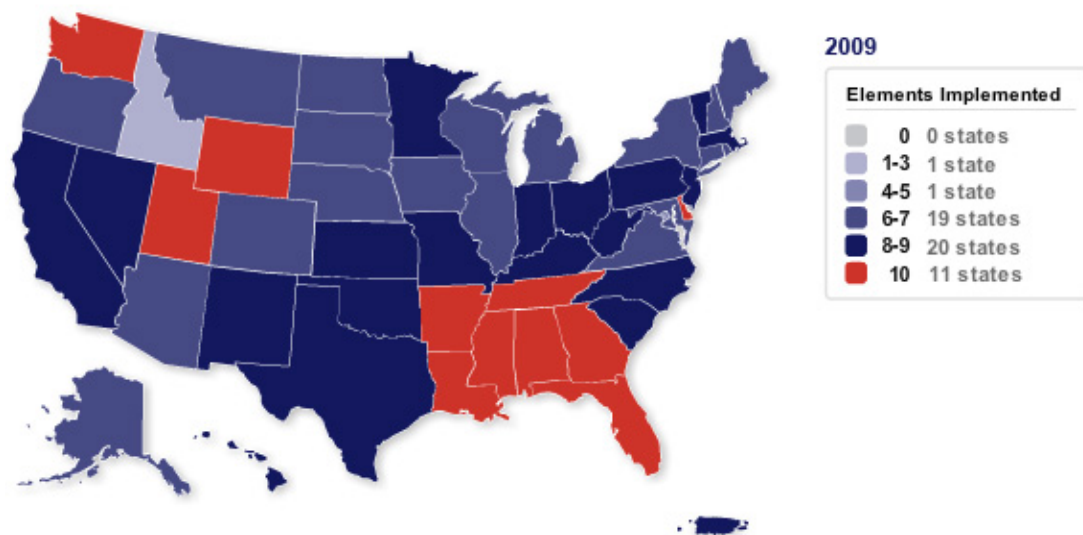 2009
Elements Implemented
0 0 states
1-3 1 state
4-5 1 state
6-7 19 states
8-9 20 states
10 11 states